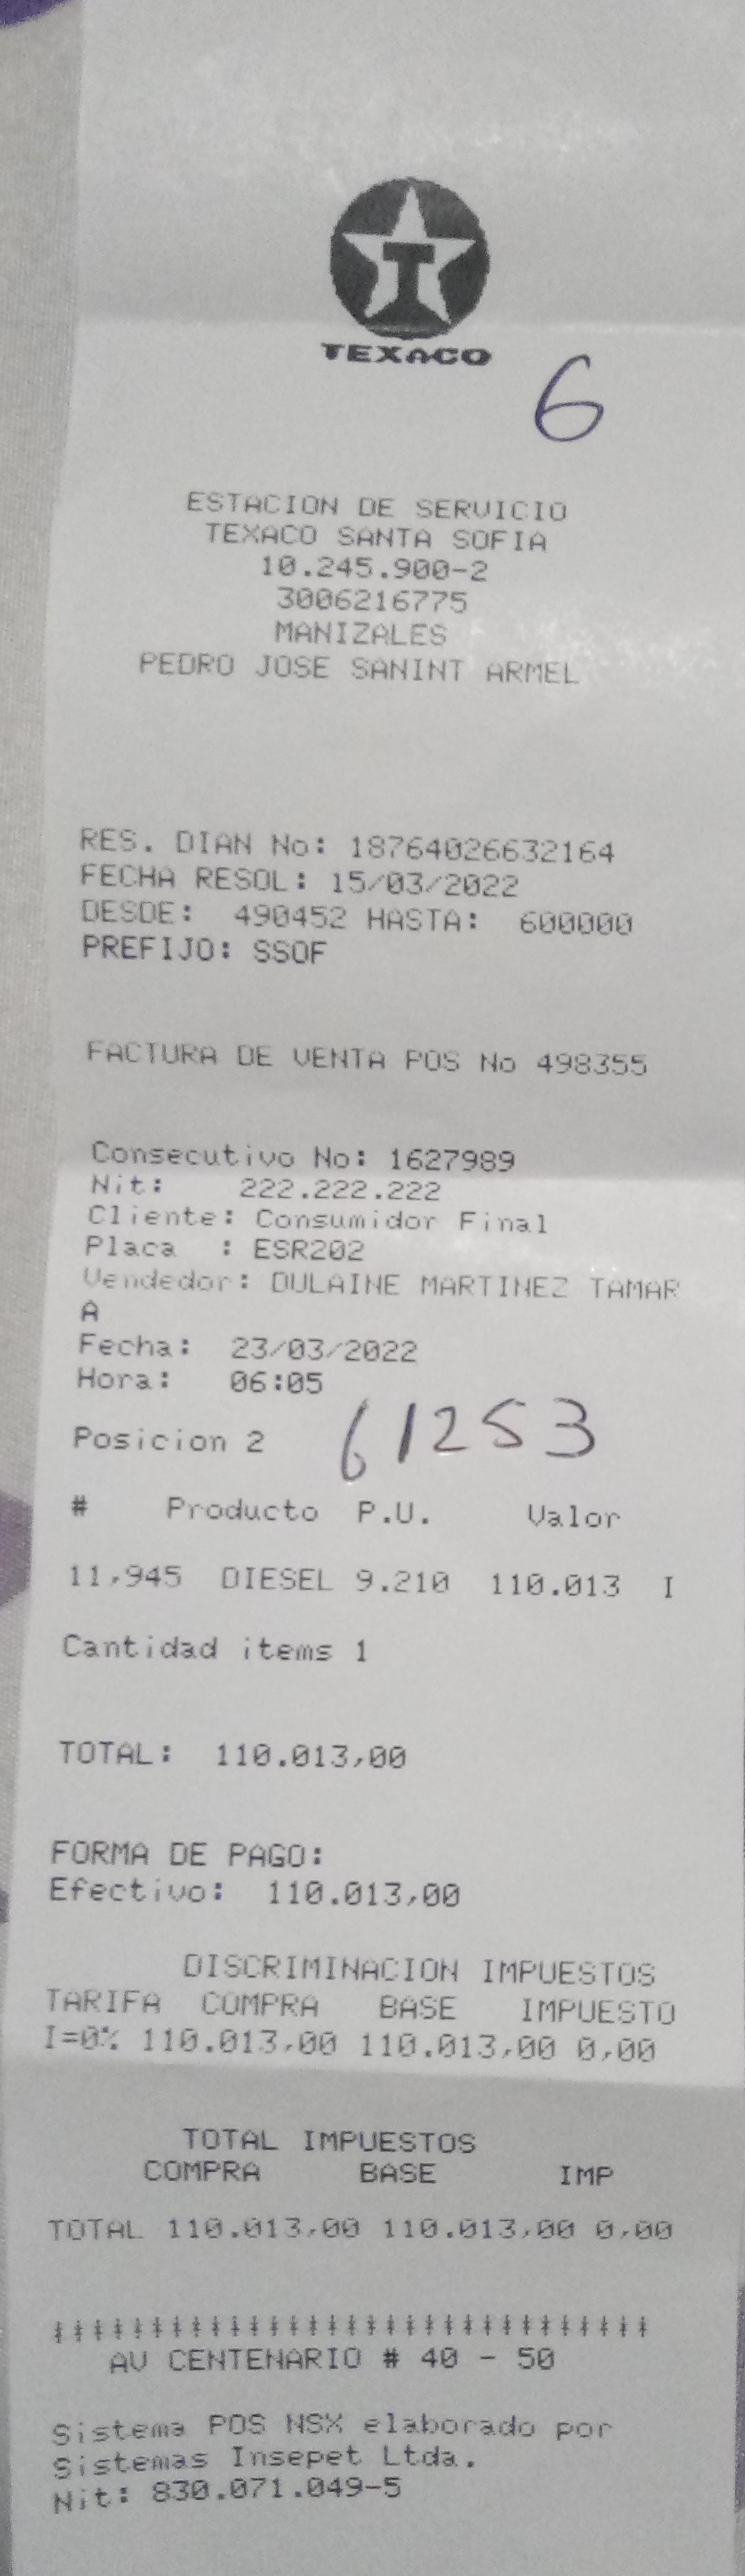 T
TEXACO
6
ESTACION DE SERVICIO
TEXACO SANTA SOFIA
10.245.900-2
3006216775
MANIZALES
PEDRO JOSE SANINT ARMEL
RES. DIAN No: 18764026632164
FECHA RESOL: 15/03/2022
DESDE: 490452 HASTA: 600000
PREFIJO: SSOF
FACTURA DE VENTA POS No 498355
Consecutivo No: 1627989
Nit: 222.222.222
Cliente: Consumidor Final
Placa : ESR202
Vendedor: DULAINE MARTINEZ TAMAR
A
Fecha: 23/03/2022
Hora: 06:05
Posicion 2 61253
# Producto P.U. Valor
11,945 DIESEL 9.210 110.013 I
Cantidad items 1
TOTAL: 110.013,00
FORMA DE PAGO:
Efectivo: 110.013,00
DISCRIMINACION IMPUESTOS
TARIFA COMPRA BASE IMPUESTO
I=0% 110.013,00 110.013,00 0,00
TOTAL IMPUESTOS
COMPRA BASE IMP
TOTAL 110.013,00 110.013,00 0,00
******************************
AV CENTENARIO # 40 - 50
Sistema POS NSX elaborado por
Sistemas Insepet Ltda.
Nit: 830.071.049-5